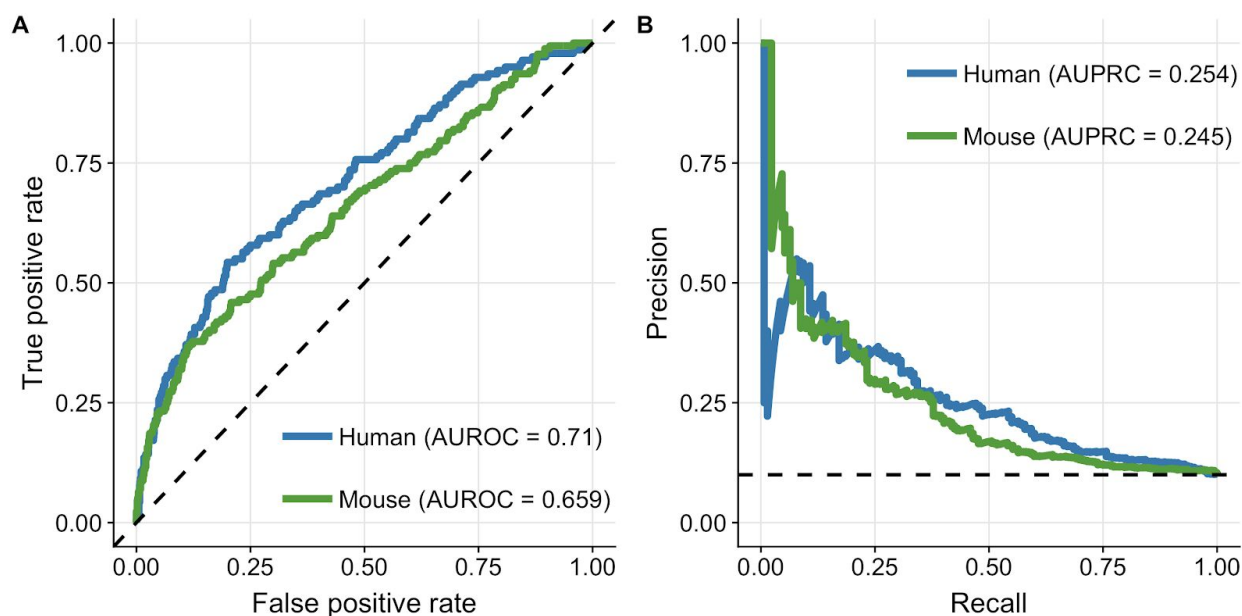 A
True positive rate
1.00
0.75
0.50
0.25
0.00
Human (AUROC = 0.71)
Mouse (AUROC = 0.659)
0.00 0.25 0.50 0.75 1.00
False positive rate
B
Precision
1.00
0.75
0.50
0.25
0.00
Human (AUPRC = 0.254)
Mouse (AUPRC = 0.245)
0.00 0.25 0.50 0.75 1.00
Recall